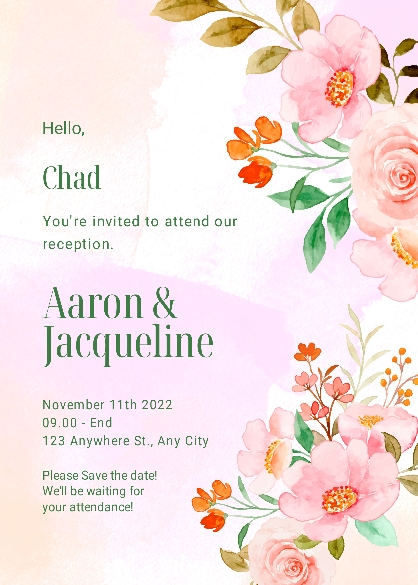 Hello,
Chad
You're invited to attend our
reception.
Aaron &
Jacqueline
November 11th 2022
09.00 - End
123 Anywhere St., Any City
Please Save the date!
We'll be waiting for
your attendance!